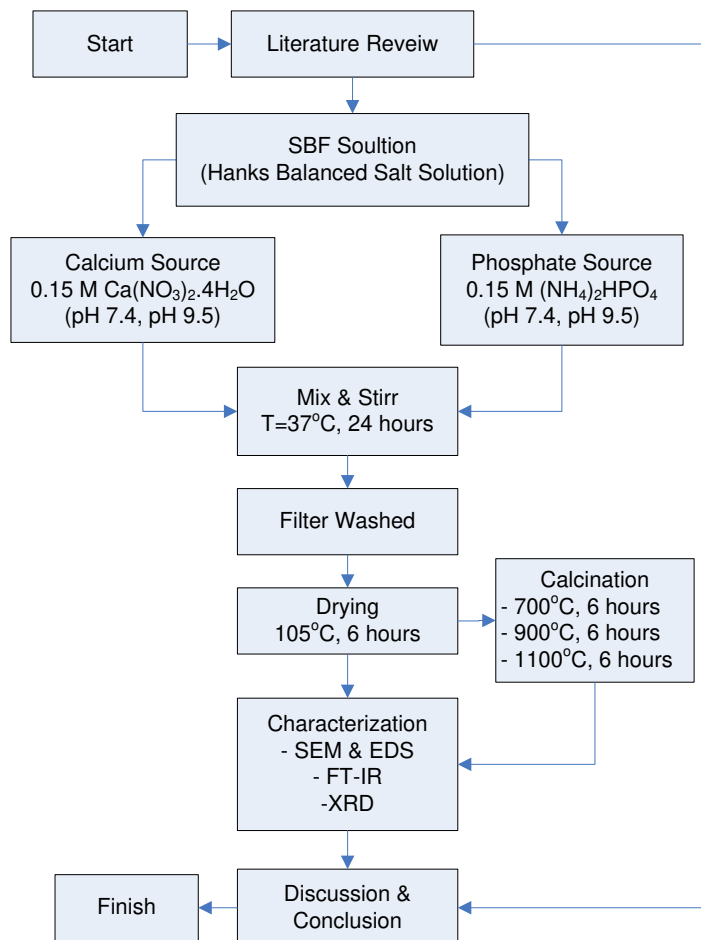 Start
Literature Reveiw
SBF Soultion
(Hanks Balanced Salt Solution)
Calcium Source
0.15 M Ca(NO₃)₂.4H₂O
(pH 7.4, pH 9.5)
Phosphate Source
0.15 M (NH₄)₂HPO₄
(pH 7.4, pH 9.5)
Mix & Stirr
T=37°C, 24 hours
Filter Washed
Drying
105°C, 6 hours
Calcination
- 700°C, 6 hours
- 900°C, 6 hours
- 1100°C, 6 hours
Characterization
- SEM & EDS
- FT-IR
-XRD
Discussion &
Conclusion
Finish